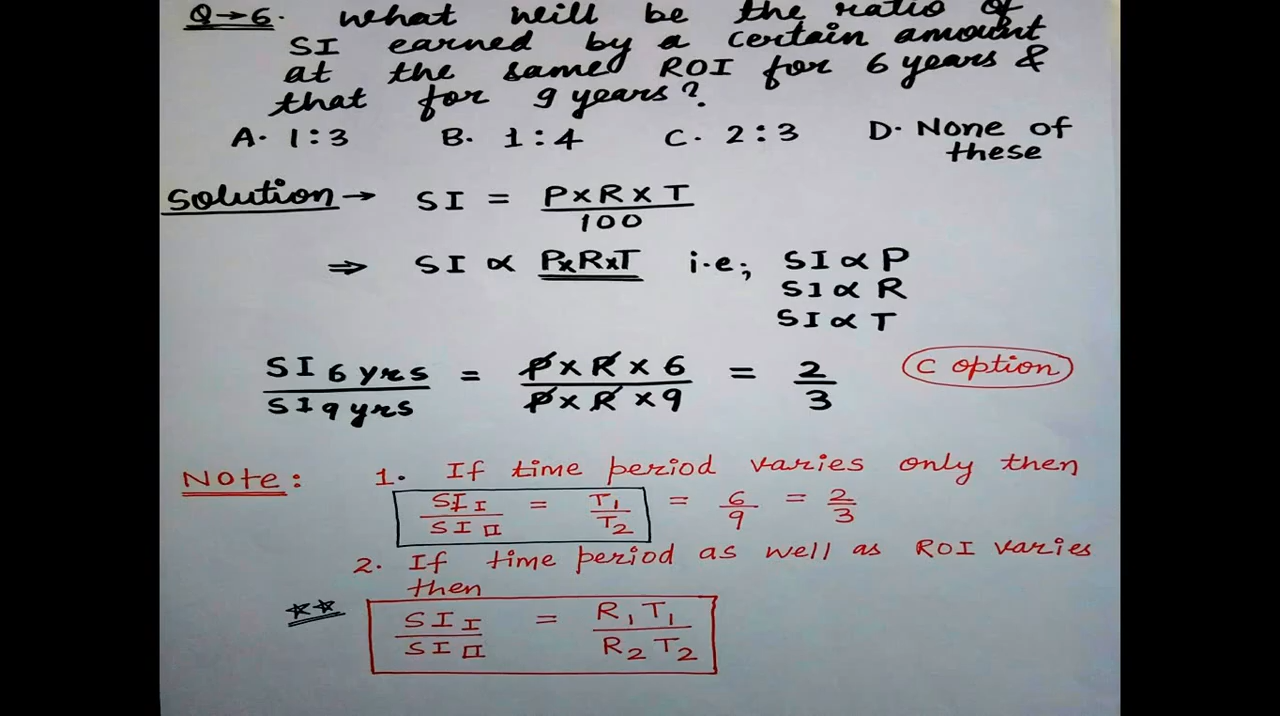 Q→6. What will be the ratio of
SI earned by a certain amount
at the same ROI for 6 years &
that for 9 years?
A. 1:3 B. 1:4 C. 2:3 D. None of
these
Solution → SI = P×R×T
100
⇒ SI ∝ P×R×T i.e; SI ∝ P
SI ∝ R
SI ∝ T
SI 6 yrs = P×R×6 = 2 C option
SI 9 yrs P×R×9 3
Note: 1. If time period varies only then
SI I = T1 = 6 = 2
SI II T2 9 3
2. If time period as well as ROI varies
then
** SI I = R1 T1
SI II R2 T2